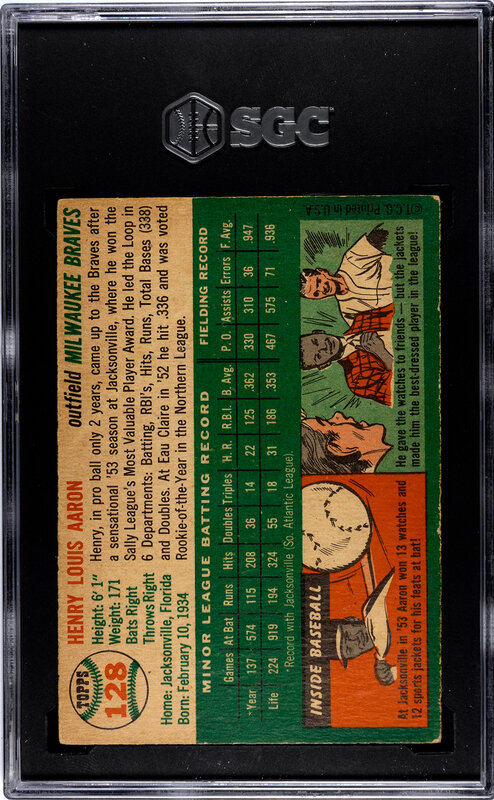 SGC
TOPPS
128
HENRY LOUIS AARON
outfield MILWAUKEE BRAVES
Height: 6' 1"
Weight: 171
Bats Right
Throws Right
Home: Jacksonville, Florida
Born: February 10, 1934
Henry, in pro ball only 2 years, came up to the Braves after
a sensational '53 season at Jacksonville, where he won the
Sally League's Most Valuable Player Award. He led the Loop in
6 Departments: Batting, RBI's, Hits, Runs, Total Bases (338)
and Doubles. At Eau Claire in '52 he hit .336 and was voted
Rookie-of-the-Year in the Northern League.
MINOR LEAGUE BATTING RECORD FIELDING RECORD
Games At Bat Runs Hits Doubles Triples H.R. R.B.I. B. Avg. P.O. Assists Errors F. Avg.
*Year 137 574 115 208 36 14 22 125 .362 330 310 36 .947
Life 224 919 194 324 55 18 31 186 .353 467 575 71 .936
*Record with Jacksonville (So. Atlantic League).
©T.C.G. Printed in U.S.A.
INSIDE BASEBALL
At Jacksonville in '53 Aaron won 13 watches and
12 sports jackets for his feats at bat!
He gave the watches to friends — but the jackets
made him the best-dressed player in the league!